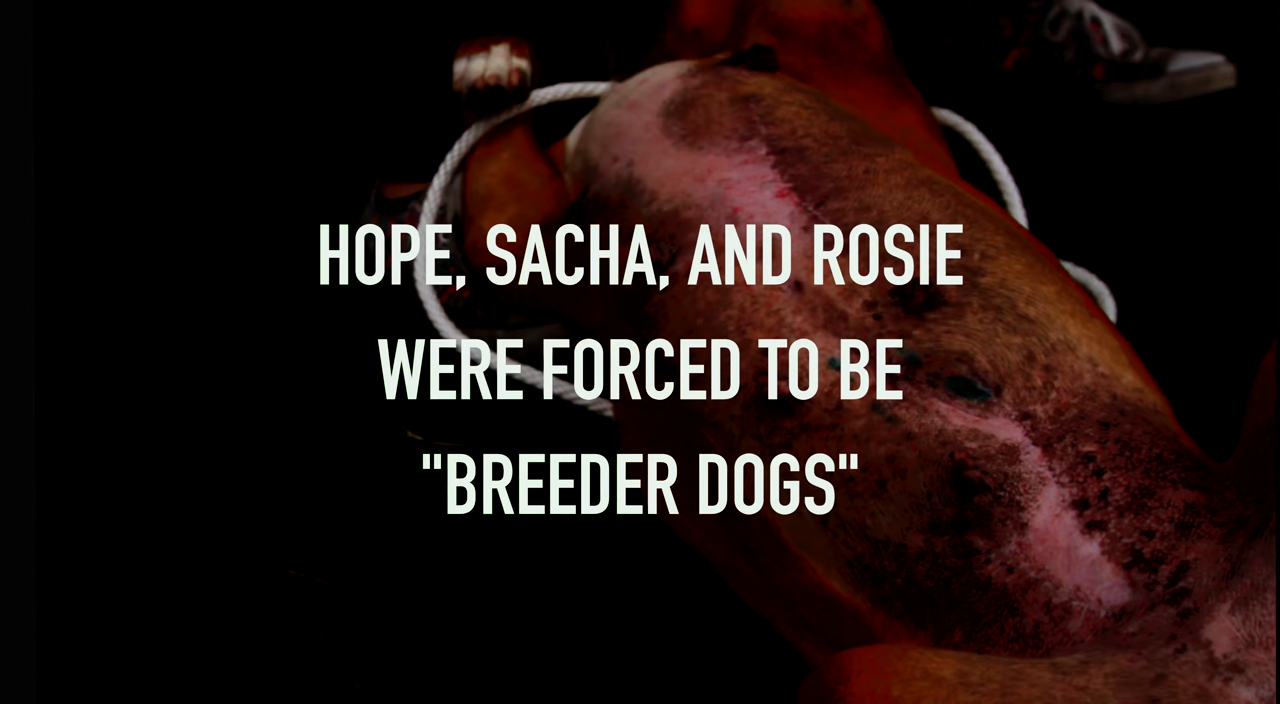 HOPE, SACHA, AND ROSIE
WERE FORCED TO BE
"BREEDER DOGS"